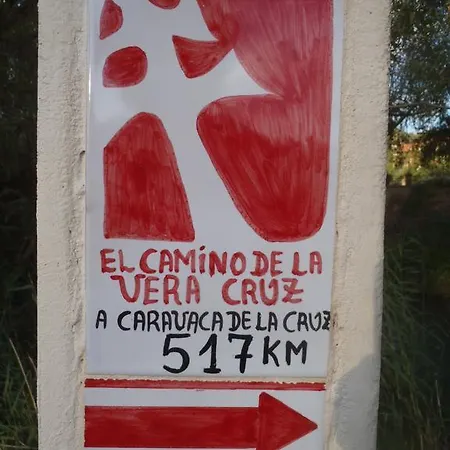 EL CAMINO DE LA
VERA CRUZ
A CARAVACA DE LA CRUZ
517 KM